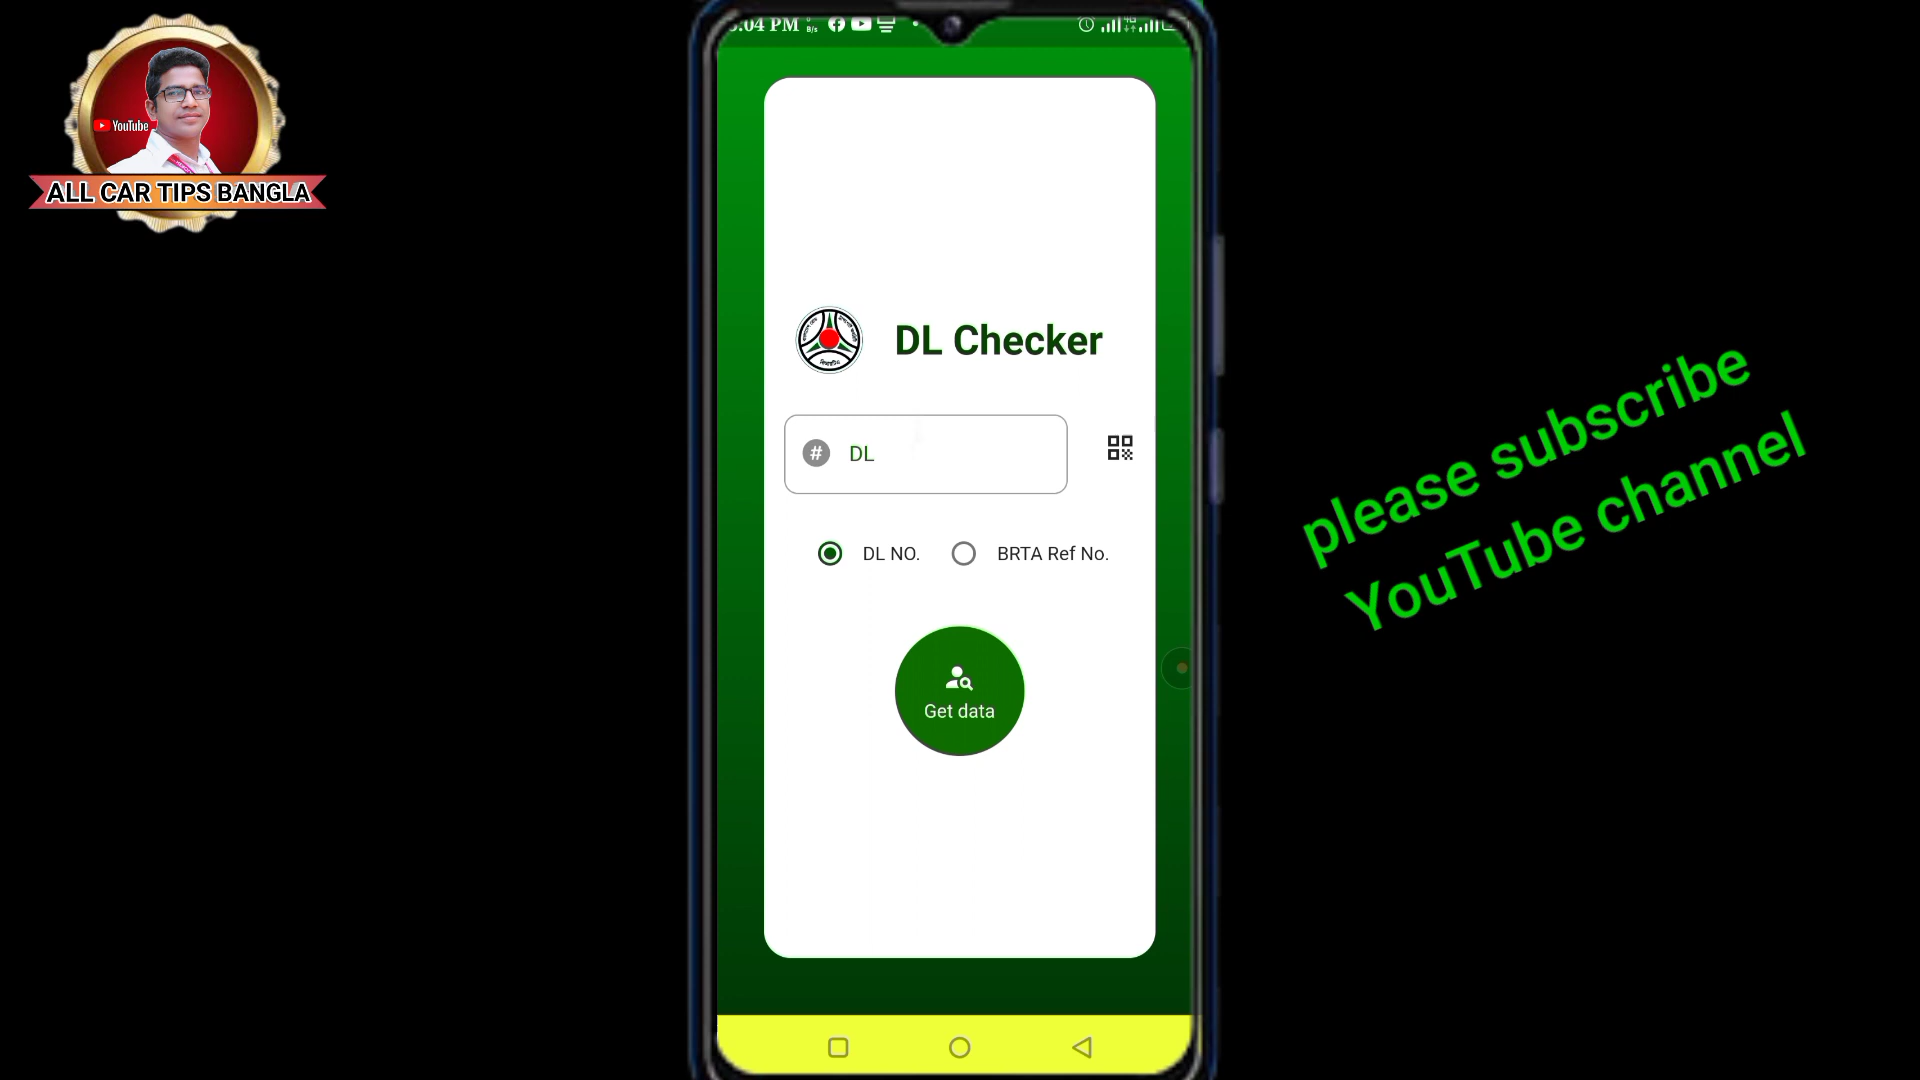 YouTube
ALL CAR TIPS BANGLA
:04 PM
B/s
4G
DL Checker
# DL
DL NO.
BRTA Ref No.
Get data
please subscribe
YouTube channel